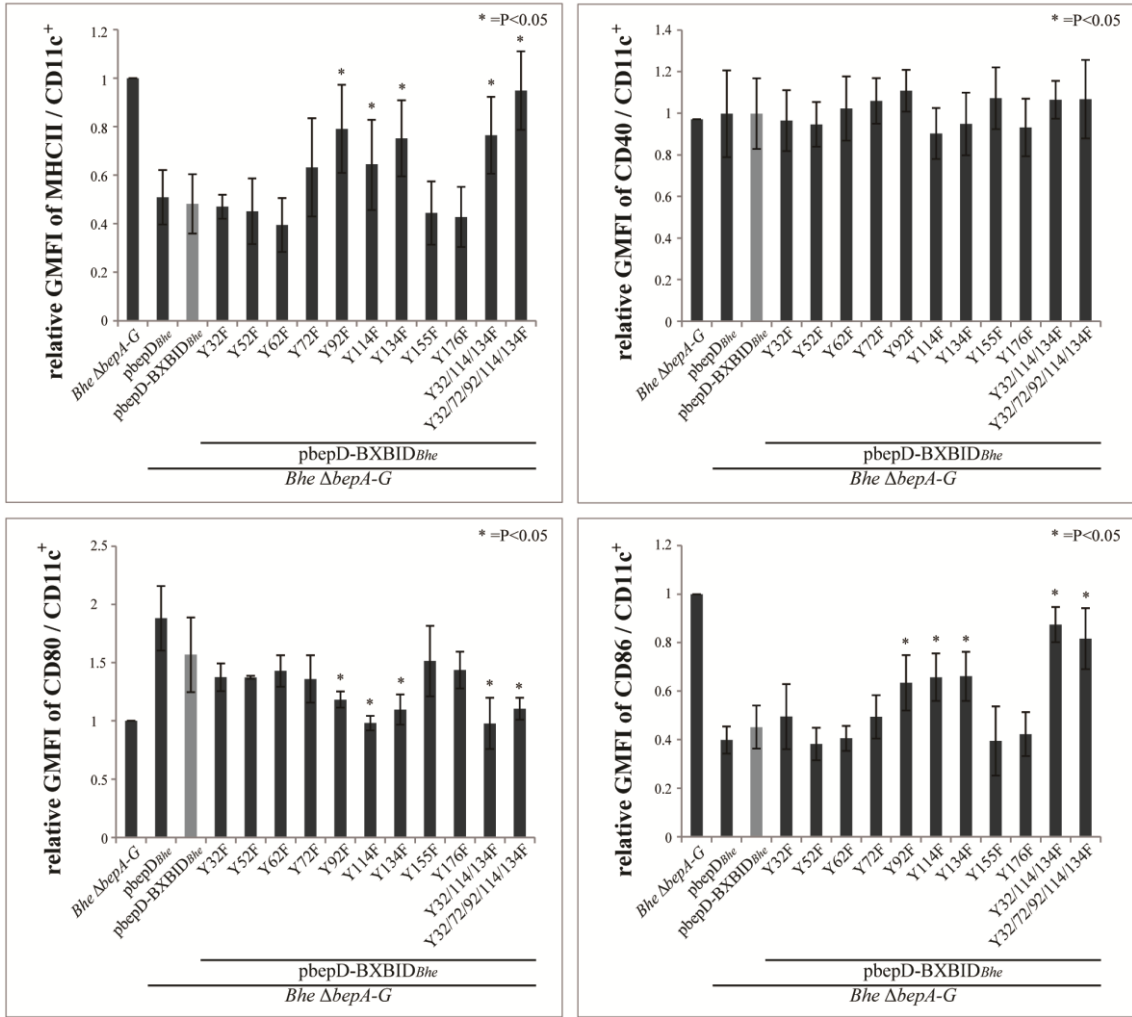 * =P<0.05
relative GMFI of MHCII / CD11c+
1.2
1
0.8
0.6
0.4
0.2
0
*
*
*
*
*
Bhe ΔbepA-G
pbepDBhe
pbepD-BXBIDBhe
Y32F
Y52F
Y62F
Y72F
Y92F
Y114F
Y134F
Y155F
Y176F
Y32/114/134F
Y32/72/92/114/134F
pbepD-BXBIDBhe
Bhe ΔbepA-G
* =P<0.05
relative GMFI of CD40 / CD11c+
1.4
1.2
1
0.8
0.6
0.4
0.2
0
Bhe ΔbepA-G
pbepDBhe
pbepD-BXBIDBhe
Y32F
Y52F
Y62F
Y72F
Y92F
Y114F
Y134F
Y155F
Y176F
Y32/114/134F
Y32/72/92/114/134F
pbepD-BXBIDBhe
Bhe ΔbepA-G
* =P<0.05
relative GMFI of CD80 / CD11c+
2.5
2
1.5
1
0.5
0
*
*
*
*
*
Bhe ΔbepA-G
pbepDBhe
pbepD-BXBIDBhe
Y32F
Y52F
Y62F
Y72F
Y92F
Y114F
Y134F
Y155F
Y176F
Y32/114/134F
Y32/72/92/114/134F
pbepD-BXBIDBhe
Bhe ΔbepA-G
* =P<0.05
relative GMFI of CD86 / CD11c+
1.2
1
0.8
0.6
0.4
0.2
0
*
*
*
*
*
Bhe ΔbepA-G
pbepDBhe
pbepD-BXBIDBhe
Y32F
Y52F
Y62F
Y72F
Y92F
Y114F
Y134F
Y155F
Y176F
Y32/114/134F
Y32/72/92/114/134F
pbepD-BXBIDBhe
Bhe ΔbepA-G